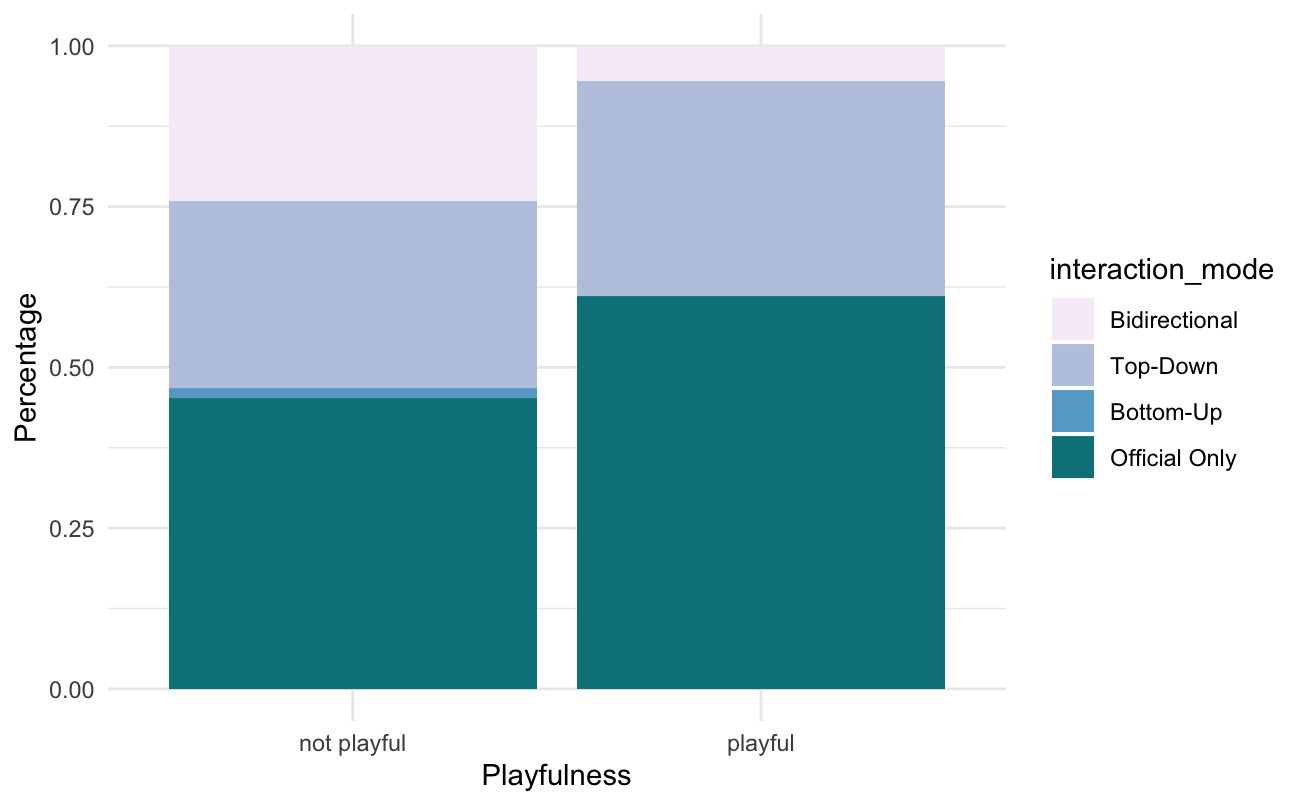 1.00
0.75
0.50
0.25
0.00
Percentage
not playful
playful
Playfulness
interaction_mode
Bidirectional
Top-Down
Bottom-Up
Official Only